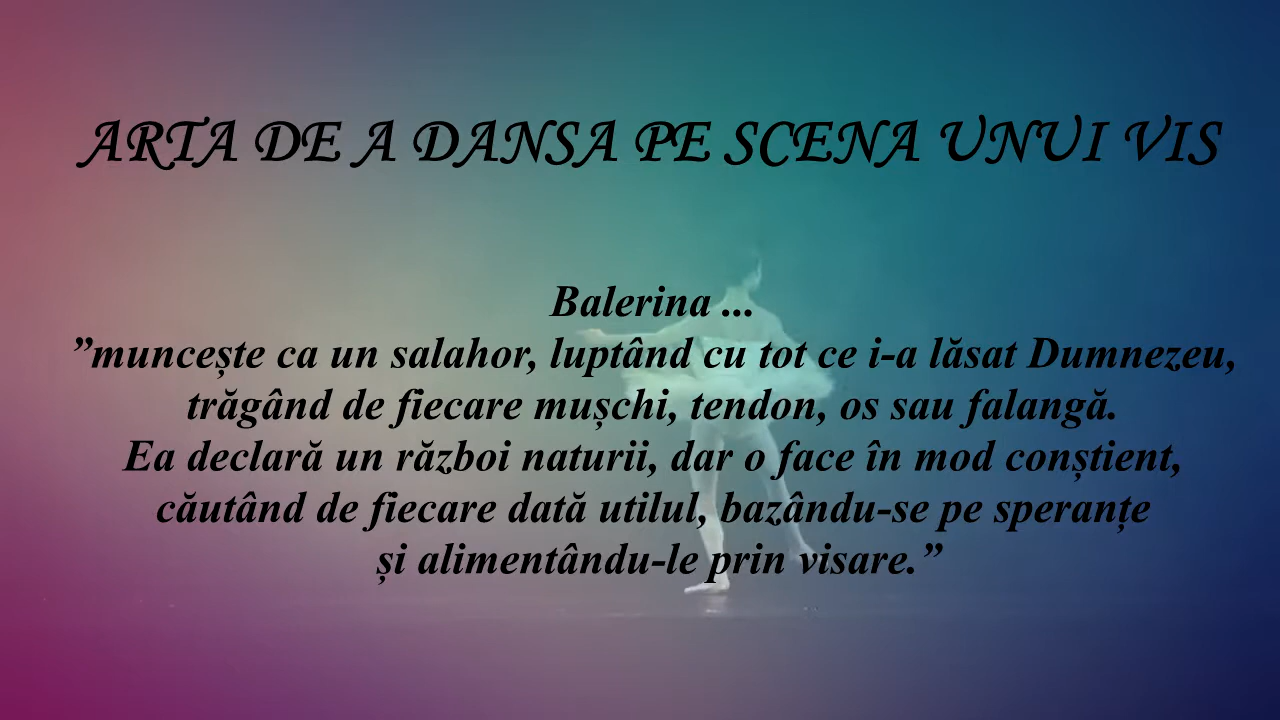 ARTA DE A DANSA PE SCENA UNUI VIS
Balerina ...
”muncește ca un salahor, luptând cu tot ce i-a lăsat Dumnezeu,
trăgând de fiecare mușchi, tendon, os sau falangă.
Ea declară un război naturii, dar o face în mod conștient,
căutând de fiecare dată utilul, bazându-se pe speranțe
și alimentându-le prin visare.”